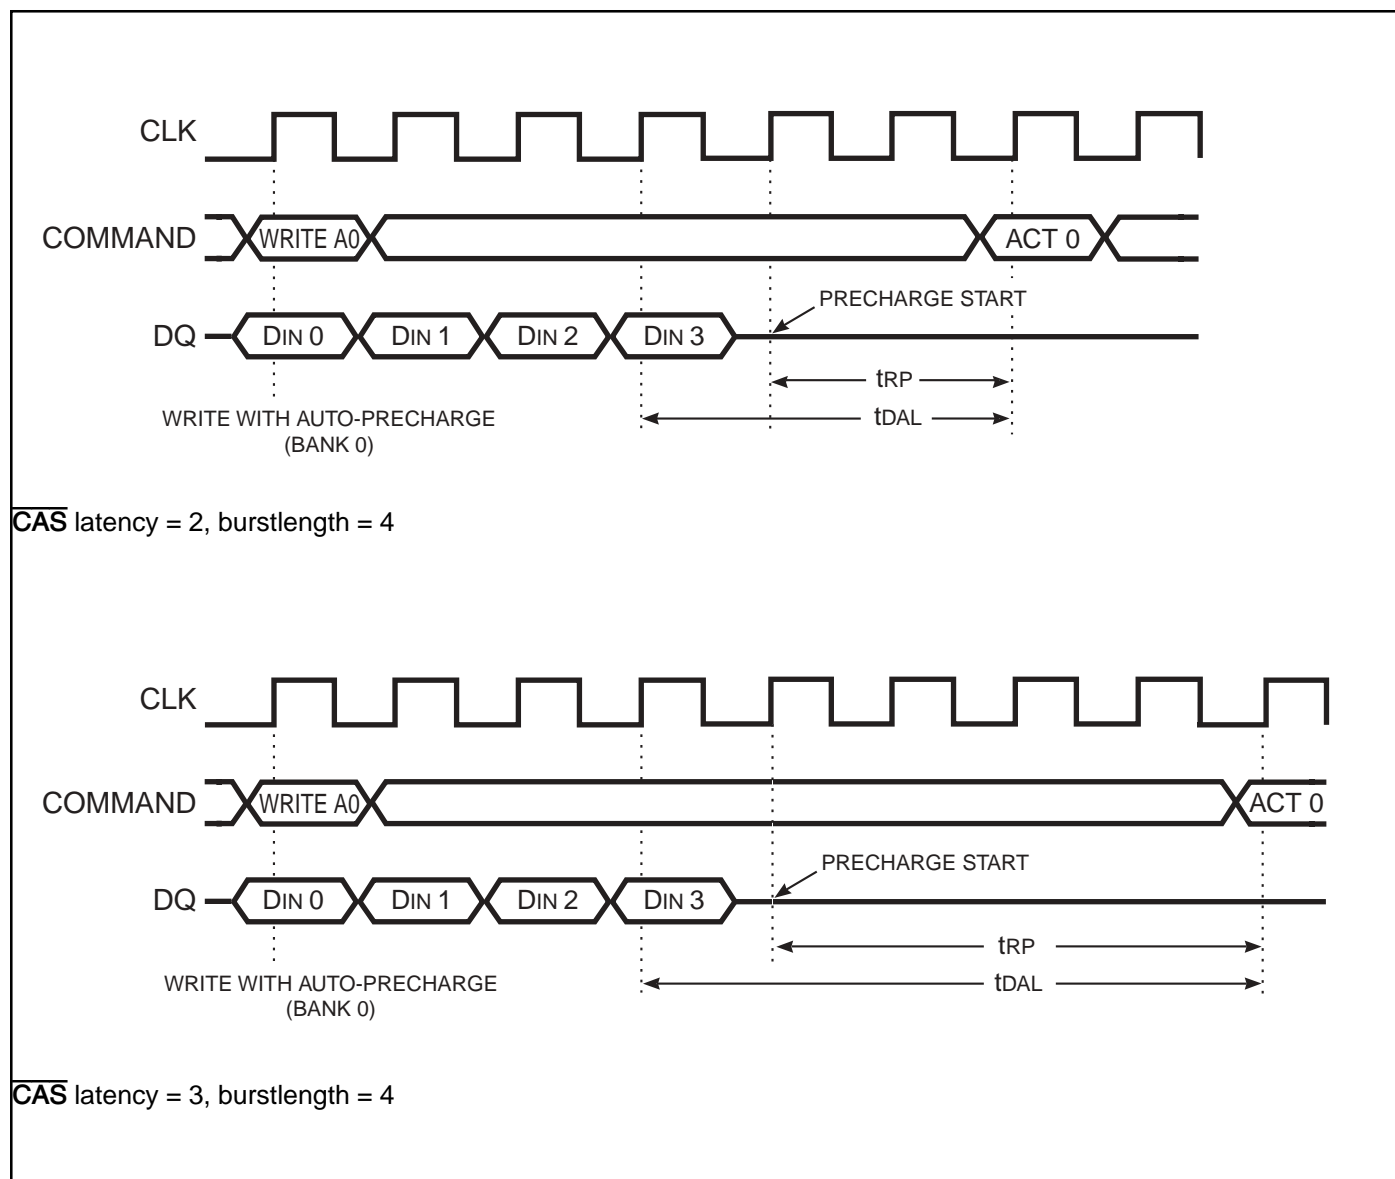 CLK
COMMAND WRITE A0 ACT 0
PRECHARGE START
DQ DIN 0 DIN 1 DIN 2 DIN 3
tRP
WRITE WITH AUTO-PRECHARGE tDAL
(BANK 0)
CAS latency = 2, burstlength = 4
CLK
COMMAND WRITE A0 ACT 0
PRECHARGE START
DQ DIN 0 DIN 1 DIN 2 DIN 3
tRP
WRITE WITH AUTO-PRECHARGE tDAL
(BANK 0)
CAS latency = 3, burstlength = 4